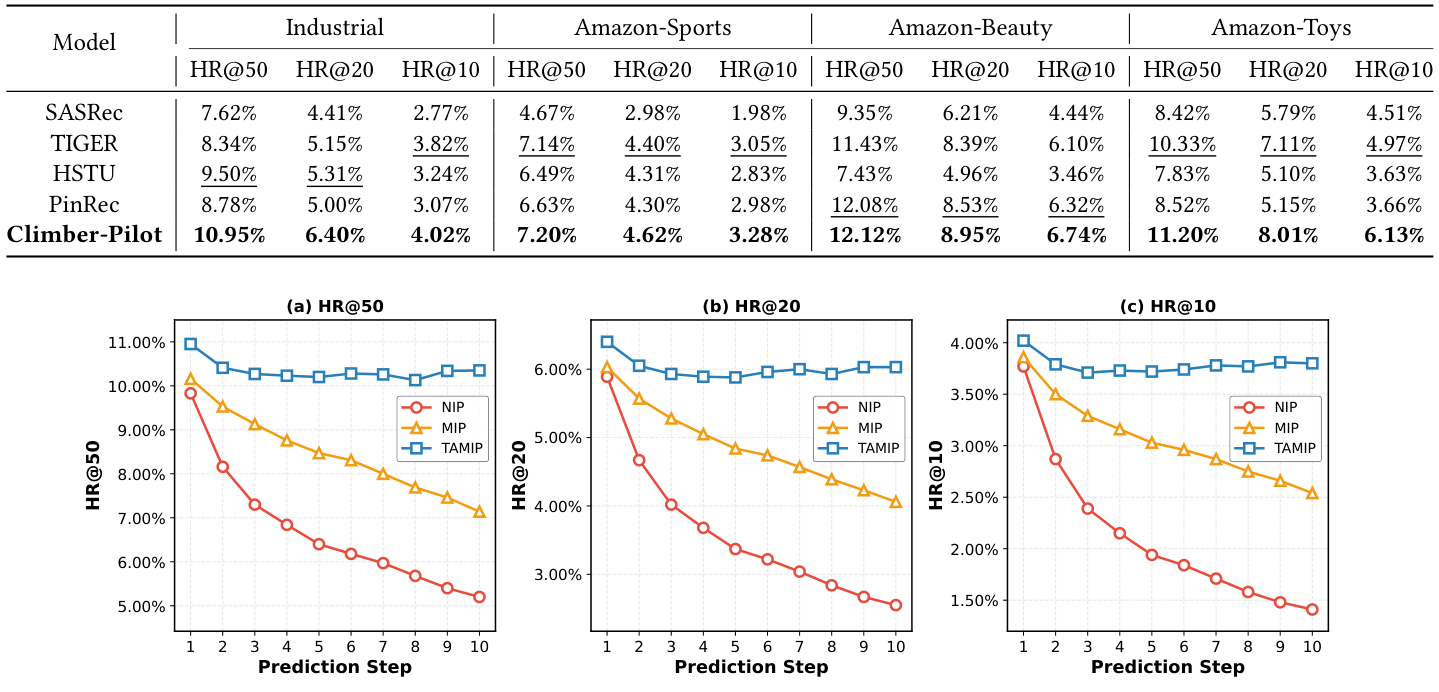 Model Industrial Amazon-Sports Amazon-Beauty Amazon-Toys
HR@50 HR@20 HR@10 HR@50 HR@20 HR@10 HR@50 HR@20 HR@10 HR@50 HR@20 HR@10
SASRec 7.62% 4.41% 2.77% 4.67% 2.98% 1.98% 9.35% 6.21% 4.44% 8.42% 5.79% 4.51%
TIGER 8.34% 5.15% 3.82% 7.14% 4.40% 3.05% 11.43% 8.39% 6.10% 10.33% 7.11% 4.97%
HSTU 9.50% 5.31% 3.24% 6.49% 4.31% 2.83% 7.43% 4.96% 3.46% 7.83% 5.10% 3.63%
PinRec 8.78% 5.00% 3.07% 6.63% 4.30% 2.98% 12.08% 8.53% 6.32% 8.52% 5.15% 3.66%
Climber-Pilot 10.95% 6.40% 4.02% 7.20% 4.62% 3.28% 12.12% 8.95% 6.74% 11.20% 8.01% 6.13%
(a) HR@50
HR@50
11.00%
10.00%
9.00%
8.00%
7.00%
6.00%
5.00%
NIP
MIP
TAMIP
1 2 3 4 5 6 7 8 9 10
Prediction Step
(b) HR@20
HR@20
6.00%
5.00%
4.00%
3.00%
NIP
MIP
TAMIP
1 2 3 4 5 6 7 8 9 10
Prediction Step
(c) HR@10
HR@10
4.00%
3.50%
3.00%
2.50%
2.00%
1.50%
NIP
MIP
TAMIP
1 2 3 4 5 6 7 8 9 10
Prediction Step